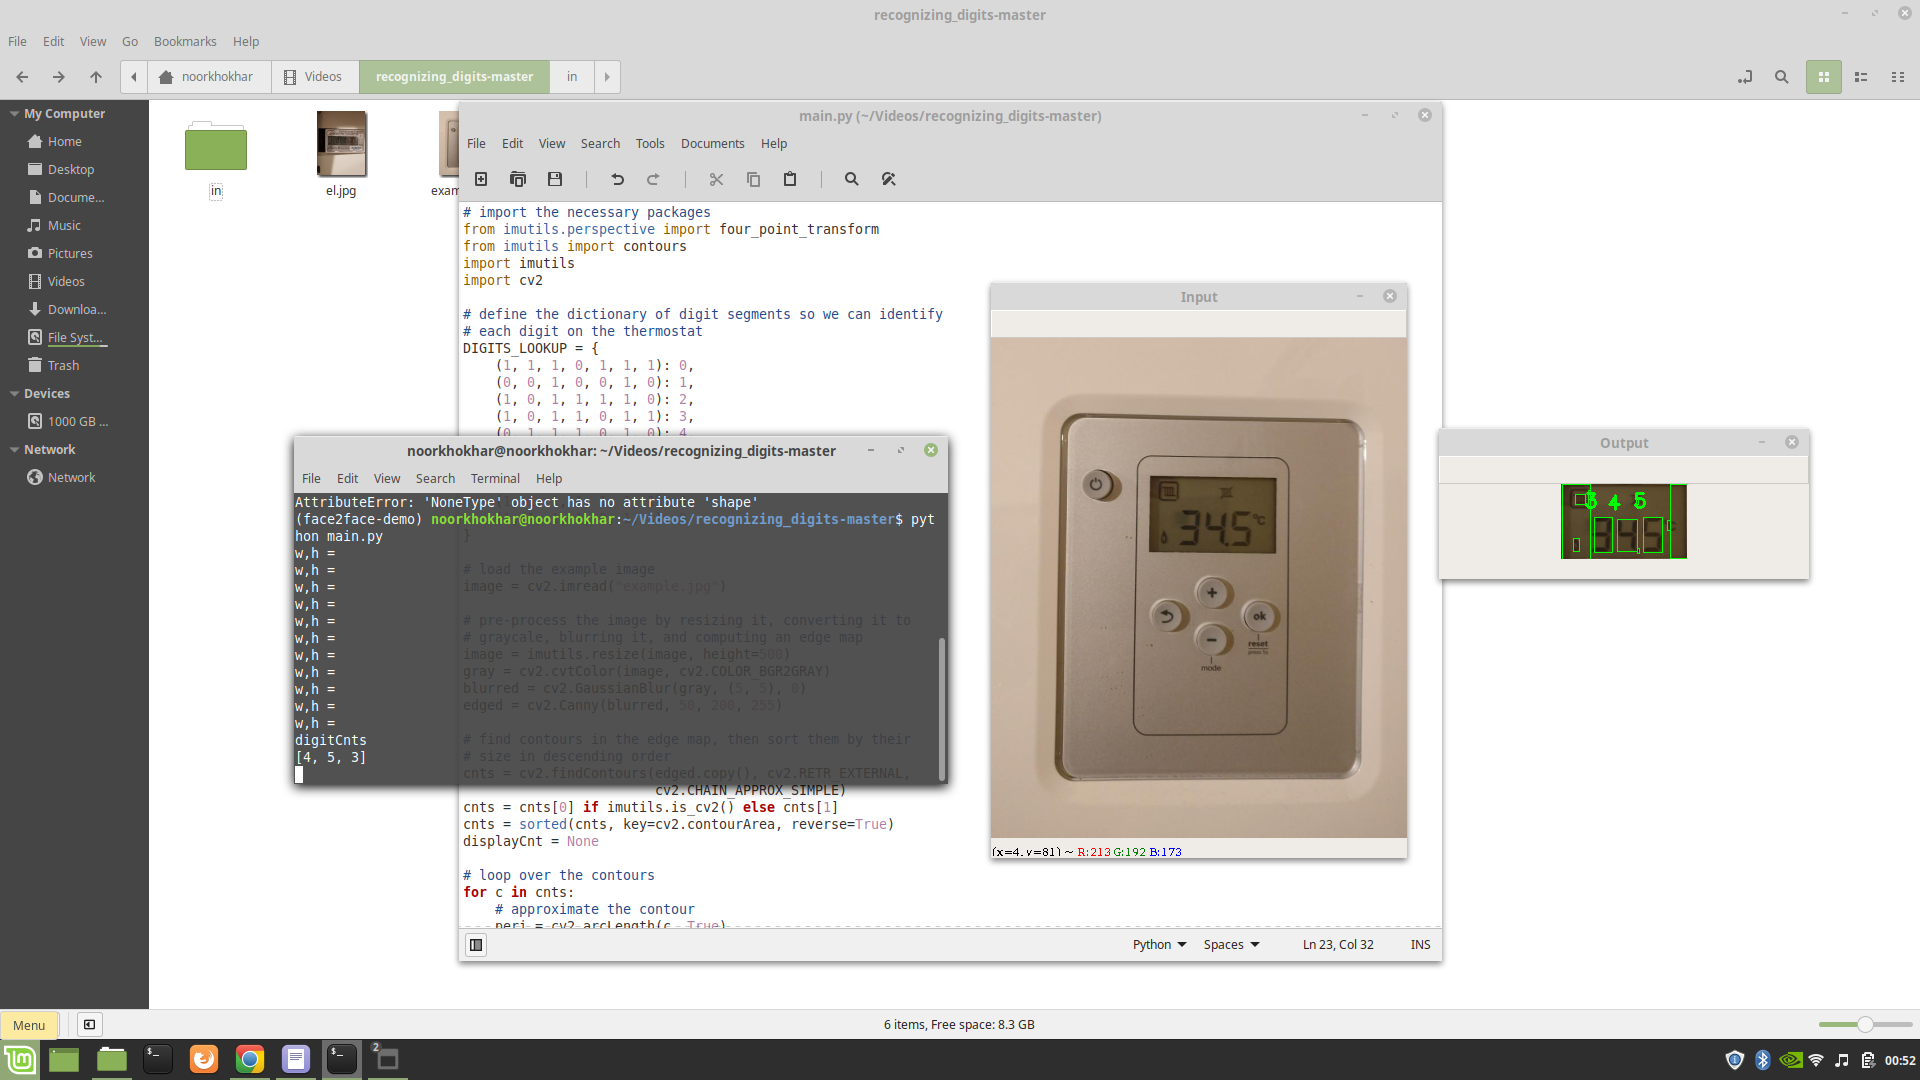 recognizing_digits-master
File Edit View Go Bookmarks Help
noorkhokhar Videos recognizing_digits-master in
My Computer
Home
Desktop
Docume...
Music
Pictures
Videos
Downloa...
File Syst...
Trash
Devices
1000 GB ...
Network
Network
in
el.jpg
exam
main.py (~/Videos/recognizing_digits-master)
File Edit View Search Tools Documents Help
# import the necessary packages
from imutils.perspective import four_point_transform
from imutils import contours
import imutils
import cv2
# define the dictionary of digit segments so we can identify
# each digit on the thermostat
DIGITS_LOOKUP = {
(1, 1, 1, 0, 1, 1, 1): 0,
(0, 0, 1, 0, 0, 1, 0): 1,
(1, 0, 1, 1, 1, 1, 0): 2,
(1, 0, 1, 1, 0, 1, 1): 3,
(0, 1, 1, 1, 0, 1, 0): 4,
noorkhokhar@noorkhokhar: ~/Videos/recognizing_digits-master
File Edit View Search Terminal Help
AttributeError: 'NoneType' object has no attribute 'shape'
(face2face-demo) noorkhokhar@noorkhokhar:~/Videos/recognizing_digits-master$ pyt
hon main.py
w,h =
w,h =
w,h =
w,h =
w,h =
w,h =
w,h =
w,h =
w,h =
w,h =
w,h =
digitCnts
[4, 5, 3]
}
# load the example image
image = cv2.imread("example.jpg")
# pre-process the image by resizing it, converting it to
# graycale, blurring it, and computing an edge map
image = imutils.resize(image, height=500)
gray = cv2.cvtColor(image, cv2.COLOR_BGR2GRAY)
blurred = cv2.GaussianBlur(gray, (5, 5), 0)
edged = cv2.Canny(blurred, 50, 200, 255)
# find contours in the edge map, then sort them by their
# size in descending order
cnts = cv2.findContours(edged.copy(), cv2.RETR_EXTERNAL,
cv2.CHAIN_APPROX_SIMPLE)
cnts = cnts[0] if imutils.is_cv2() else cnts[1]
cnts = sorted(cnts, key=cv2.contourArea, reverse=True)
displayCnt = None
# loop over the contours
for c in cnts:
# approximate the contour
peri = cv2.arcLength(c, True)
Python Spaces Ln 23, Col 32 INS
Input
34.5°C
+
ok
reset
−
mode
(x=4, y=81) ~ R:213 G:192 B:173
Output
3 4 5
345
6 items, Free space: 8.3 GB
Menu
2
00:52